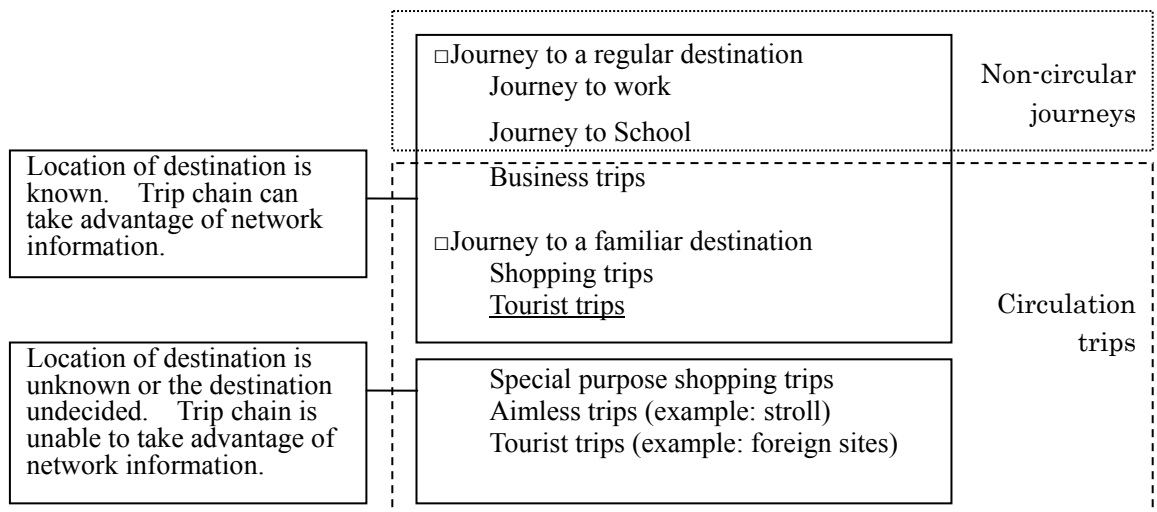 □Journey to a regular destination
Journey to work
Journey to School
Business trips
□Journey to a familiar destination
Shopping trips
Tourist trips
Non-circular
journeys
Location of destination is
known. Trip chain can
take advantage of network
information.
Circulation
trips
Location of destination is
unknown or the destination
undecided. Trip chain is
unable to take advantage of
network information.
Special purpose shopping trips
Aimless trips (example: stroll)
Tourist trips (example: foreign sites)